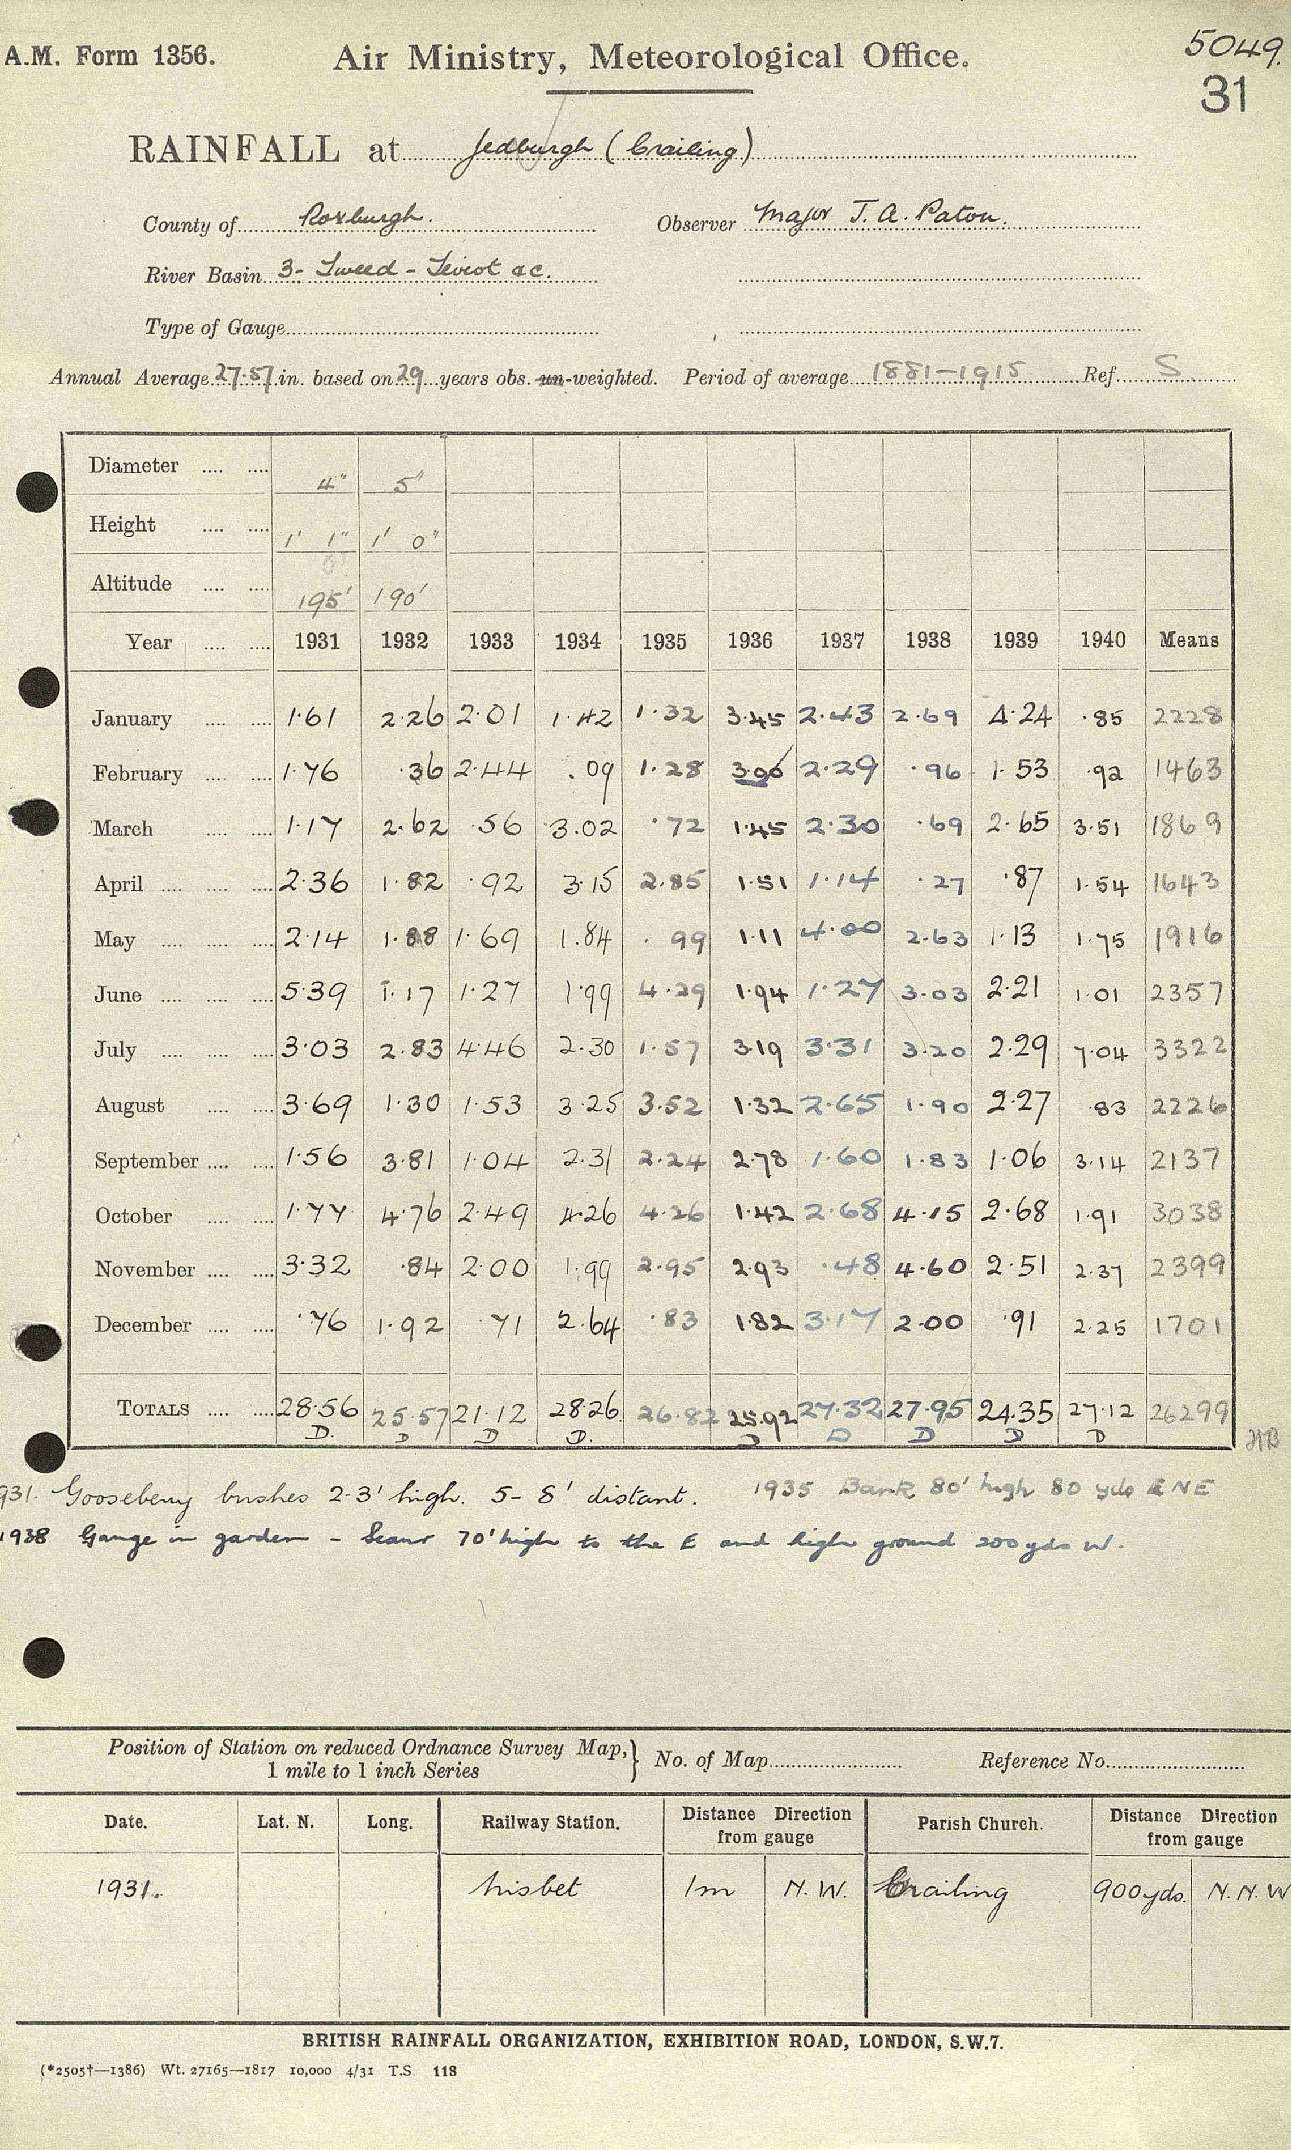 A.M. Form 1356.
Air Ministry, Meteorological Office.
5049.
31
RAINFALL at Jedburgh (Crailing)
County of Roxburgh. Observer Major J. A. Paton.
River Basin 3- Tweed - Teviot &c.
Type of Gauge
Annual Average 27.57 in. based on 29 years obs. un-weighted. Period of average 1881-1915 Ref. S
Diameter .... .... 4" 5"
Height .... .... 1' 1" 1' 0"
0"
Altitude .... .... 195' 190'
Year .... .... 1931 1932 1933 1934 1935 1936 1937 1938 1939 1940 Means
January .... .... 1.61 2.26 2.01 1.42 1.32 3.45 2.43 2.69 4.24 .85 2228
February .... .... 1.76 .36 2.44 .09 1.28 3.00 2.29 .96 1.53 .92 1463
March .... .... 1.17 2.62 .56 3.02 .72 1.45 2.30 .69 2.65 3.51 1869
April .... .... .... 2.36 1.82 .92 3.15 2.85 1.51 1.14 .27 .87 1.54 1643
May .... .... .... 2.14 1.88 1.69 1.84 .99 1.11 4.00 2.63 1.13 1.75 1916
June .... .... .... 5.39 1.17 1.27 1.99 4.29 1.94 1.27 3.03 2.21 1.01 2357
July .... .... .... 3.03 2.83 4.46 2.30 1.57 3.19 3.31 3.20 2.29 7.04 3322
August .... .... 3.69 1.30 1.53 3.25 3.52 1.32 2.65 1.90 2.27 .83 2226
September .... .... 1.56 3.81 1.04 2.31 2.24 2.78 1.60 1.83 1.06 3.14 2137
October .... .... 1.77 4.76 2.49 4.26 4.26 1.42 2.68 4.15 2.68 1.91 3038
November .... .... 3.32 .84 2.00 1.99 2.95 2.93 .48 4.60 2.51 2.37 2399
December .... .... .76 1.92 .71 2.64 .83 1.82 3.17 2.00 .91 2.25 1701
TOTALS .... .... 28.56 25.57 21.12 28.26 26.82 25.92 27.32 27.95 24.35 27.12 26299
D. D D D. D D D D D
1931. Gooseberry bushes 2-3' high. 5-8' distant. 1935 Bank 80' high 80 yds ENE
1938 Gauge in garden - Scaur 70' high to the E and high ground 200 yds W.
Position of Station on reduced Ordnance Survey Map,} No. of Map Reference No.
1 mile to 1 inch Series
Date. Lat. N. Long. Railway Station. Distance Direction from gauge Parish Church. Distance Direction from gauge
1931. Nisbet 1m N.W. Crailing 900yds. N.N.W
BRITISH RAINFALL ORGANIZATION, EXHIBITION ROAD, LONDON, S.W.7.
(*2505†—1386) Wt. 27165—1817 10,000 4/31 T.S. 118